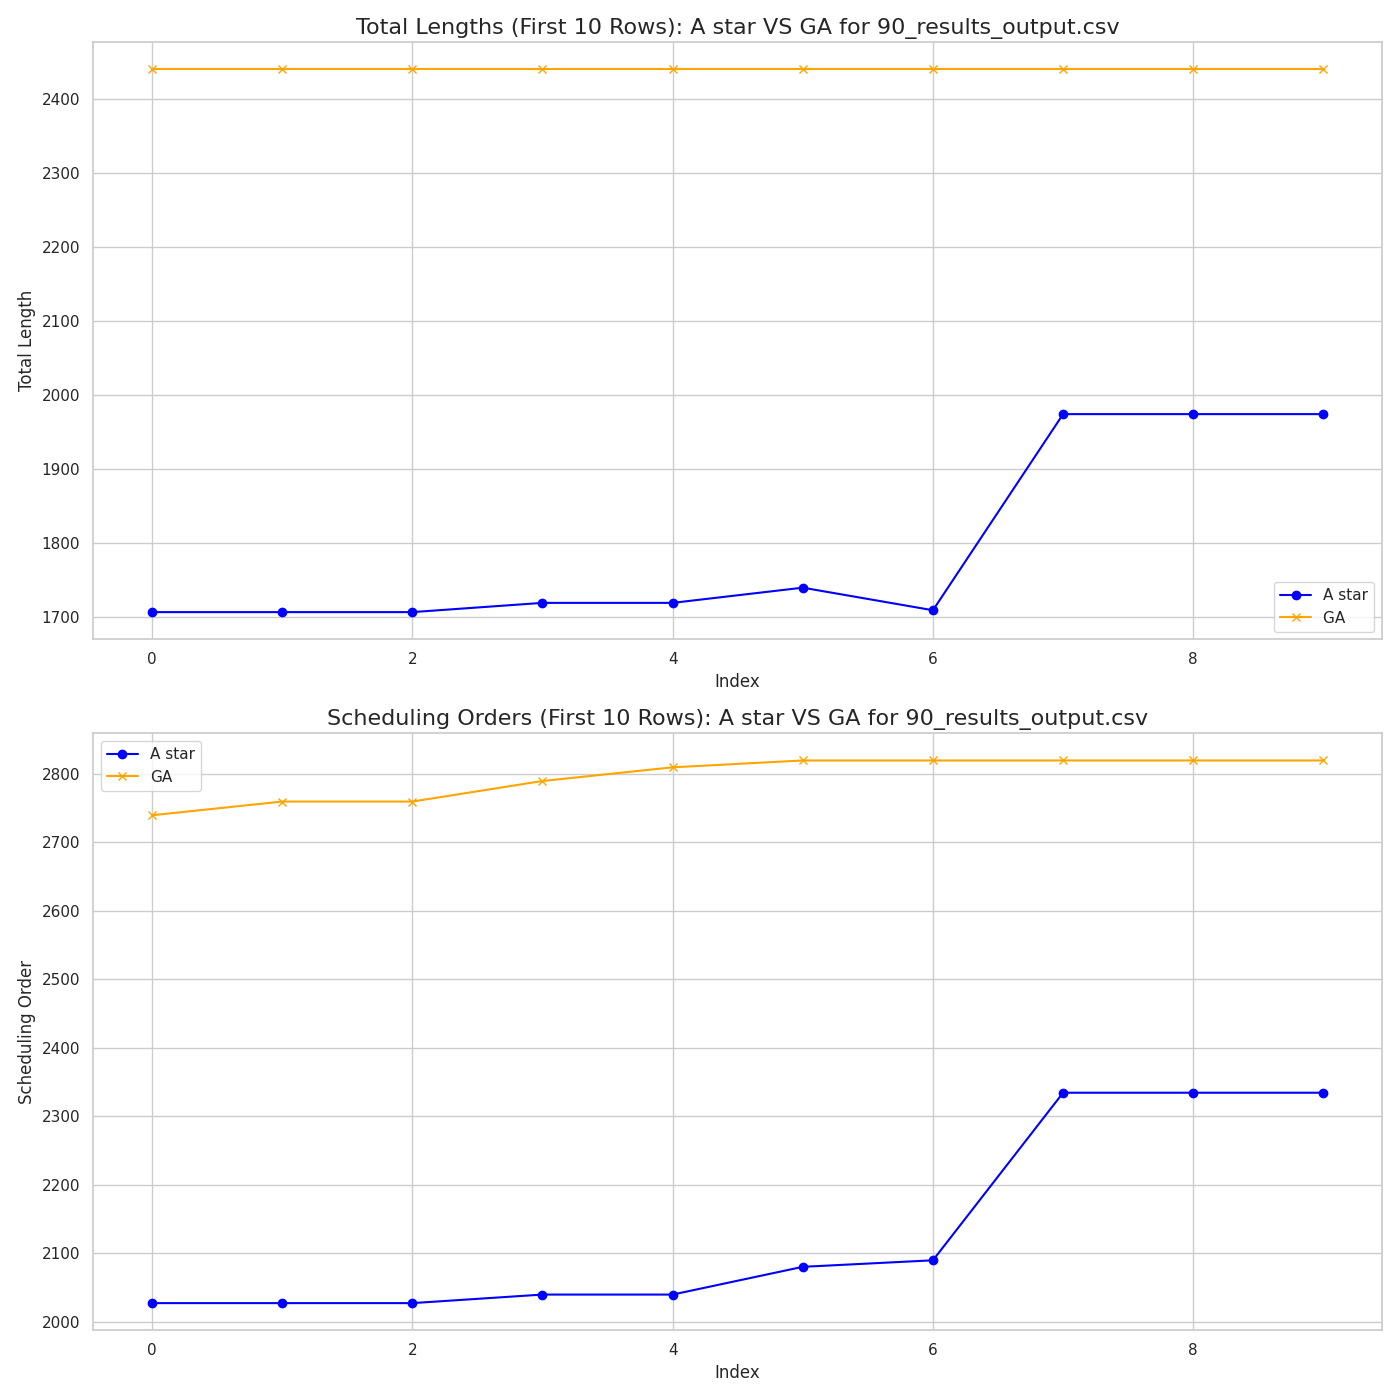 Total Lengths (First 10 Rows): A star VS GA for 90_results_output.csv
2400
2300
2200
2100
2000
1900
1800
1700
Total Length
A star
GA
0 2 4 6 8
Index
Scheduling Orders (First 10 Rows): A star VS GA for 90_results_output.csv
A star
GA
2800
2700
2600
2500
2400
2300
2200
2100
2000
Scheduling Order
0 2 4 6 8
Index